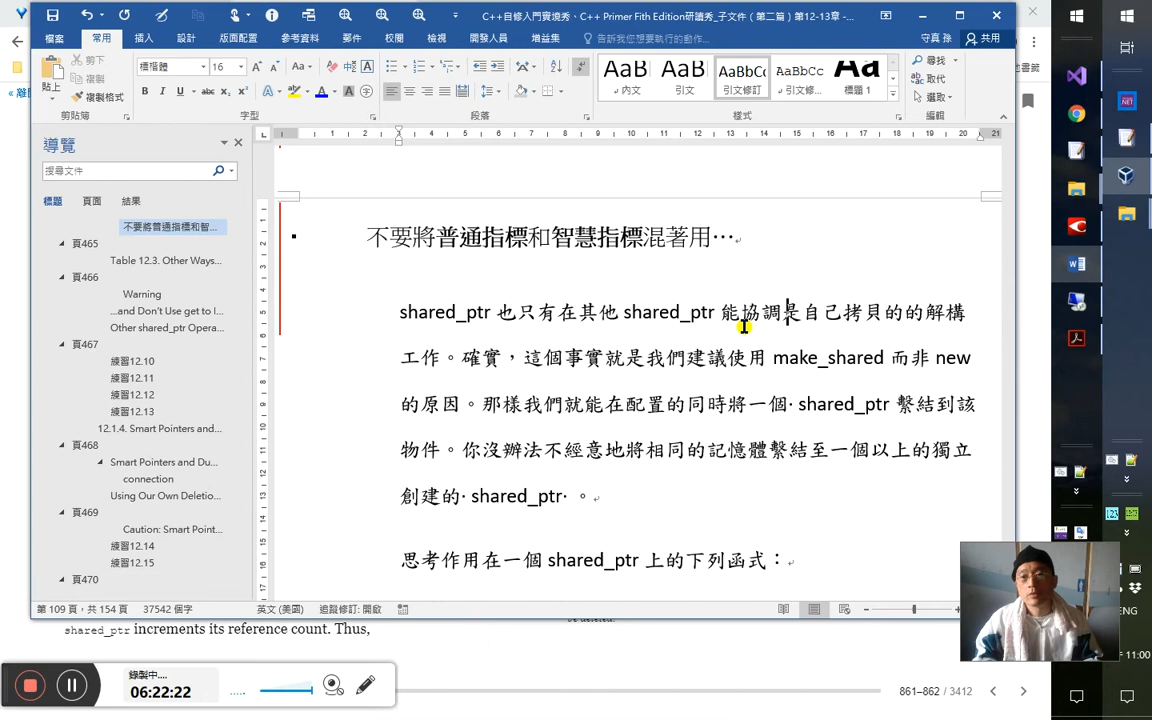 C++自修入門實境秀、C++ Primer Fith Edition研讀秀_子文件（第二篇）第12-13章 -...
檔案 常用 插入 設計 版面配置 參考資料 郵件 校閱 檢視 開發人員 增益集 告訴我您想要執行的動作... 守真 孫 共用
剪下
複製
複製格式
貼上
標楷體 16
AaBbC AaBbC AaBbCc AaBbCc AaBb
內文 引文 引文修訂 引文修... 標題 1
尋找
取代
選取
剪貼簿 字型 段落 樣式 編輯
導覽
搜尋文件
標題 頁面 結果
不要將普通指標和智...
頁465
Table 12.3. Other Ways...
頁466
Warning
...and Don't Use get to I...
Other shared_ptr Opera...
頁467
練習12.10
練習12.11
練習12.12
練習12.13
12.1.4. Smart Pointers and...
頁468
Smart Pointers and Du...
connection
Using Our Own Deletio...
頁469
Caution: Smart Point...
練習12.14
練習12.15
頁470
不要將普通指標和智慧指標混著用…
shared_ptr 也只有在其他 shared_ptr 能協調是自己拷貝的的解構
工作。確實，這個事實就是我們建議使用 make_shared 而非 new
的原因。那樣我們就能在配置的同時將一個· shared_ptr 繫結到該
物件。你沒辦法不經意地將相同的記憶體繫結至一個以上的獨立
創建的· shared_ptr· 。
思考作用在一個 shared_ptr 上的下列函式：
第 109 頁，共 154 頁 37542 個字 英文 (美國) 追蹤修訂: 開啟
shared_ptr increments its reference count. Thus,
be deleted.
錄製中....
06:22:22
861–862 / 3412
ENG
11:00